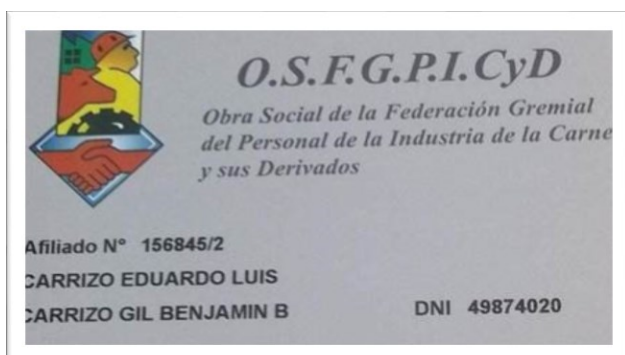 O.S.F.G.P.I.CyD
Obra Social de la Federación Gremial
del Personal de la Industria de la Carne
y sus Derivados
Afiliado N° 156845/2
CARRIZO EDUARDO LUIS
CARRIZO GIL BENJAMIN B DNI 49874020